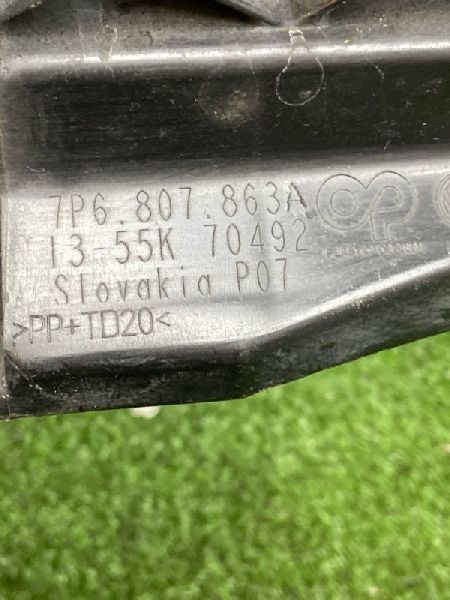 7P6.807.863A
13-55K 70492
Slovakia P07
>PP+TD20<